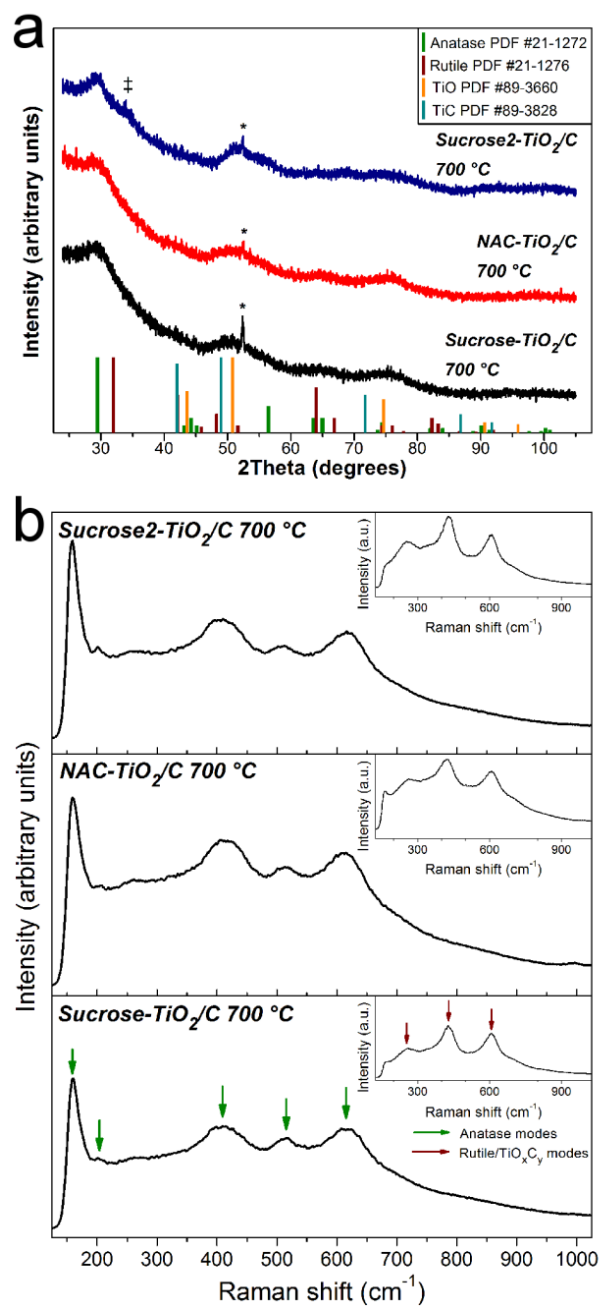 a
Intensity (arbitrary units)
Anatase PDF #21-1272
Rutile PDF #21-1276
TiO PDF #89-3660
TiC PDF #89-3828
‡
*
Sucrose2-TiO₂/C
700 °C
*
NAC-TiO₂/C
700 °C
*
Sucrose-TiO₂/C
700 °C
30 40 50 60 70 80 90 100
2Theta (degrees)
b
Intensity (arbitrary units)
Sucrose2-TiO₂/C 700 °C
Intensity (a.u.)
300 600 900
Raman shift (cm⁻¹)
NAC-TiO₂/C 700 °C
Intensity (a.u.)
300 600 900
Raman shift (cm⁻¹)
Sucrose-TiO₂/C 700 °C
Intensity (a.u.)
300 600 900
Raman shift (cm⁻¹)
Anatase modes
Rutile/TiOₓCᵧ modes
200 300 400 500 600 700 800 900 1000
Raman shift (cm⁻¹)